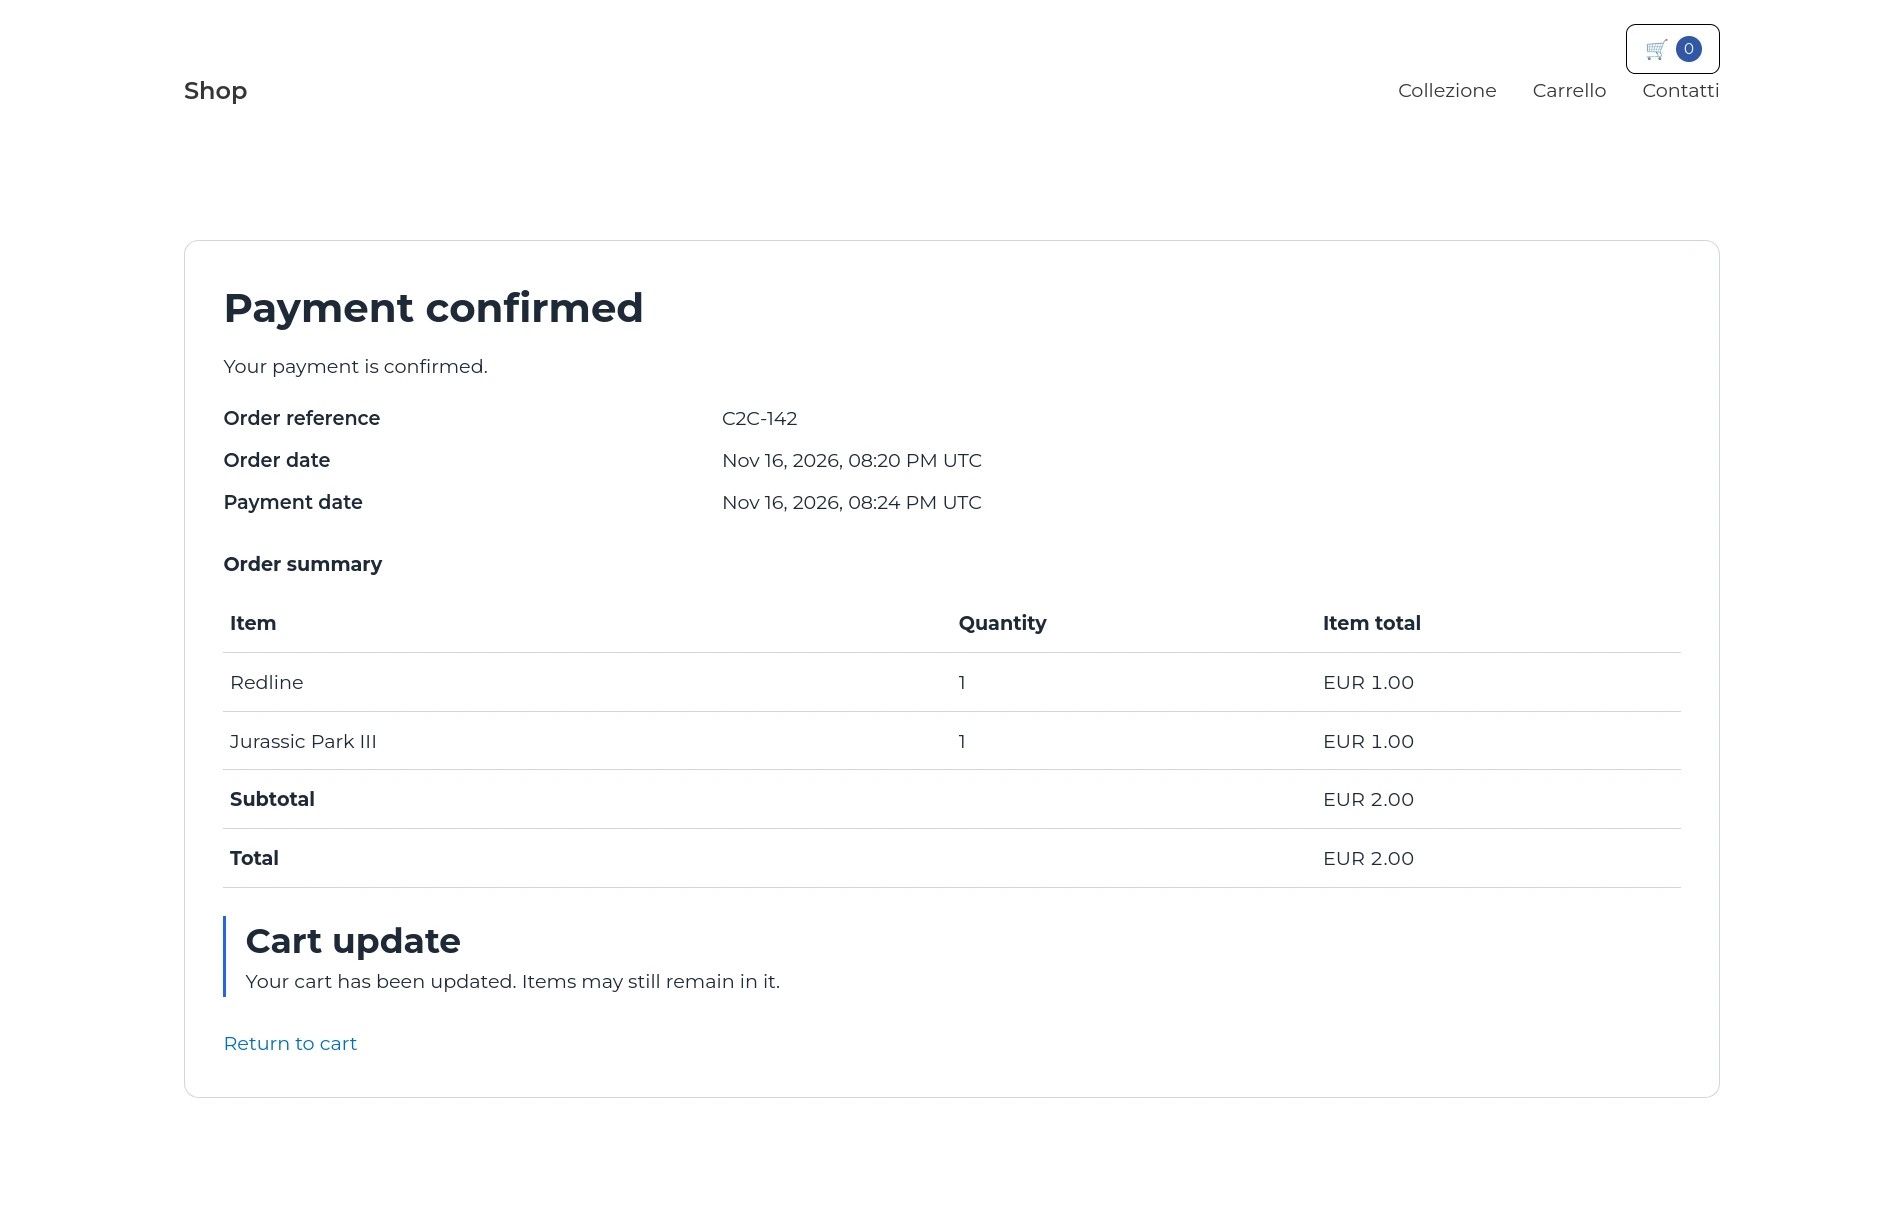 0
Shop Collezione Carrello Contatti
Payment confirmed
Your payment is confirmed.
Order reference C2C-142
Order date Nov 16, 2026, 08:20 PM UTC
Payment date Nov 16, 2026, 08:24 PM UTC
Order summary
Item Quantity Item total
Redline 1 EUR 1.00
Jurassic Park III 1 EUR 1.00
Subtotal EUR 2.00
Total EUR 2.00
Cart update
Your cart has been updated. Items may still remain in it.
Return to cart